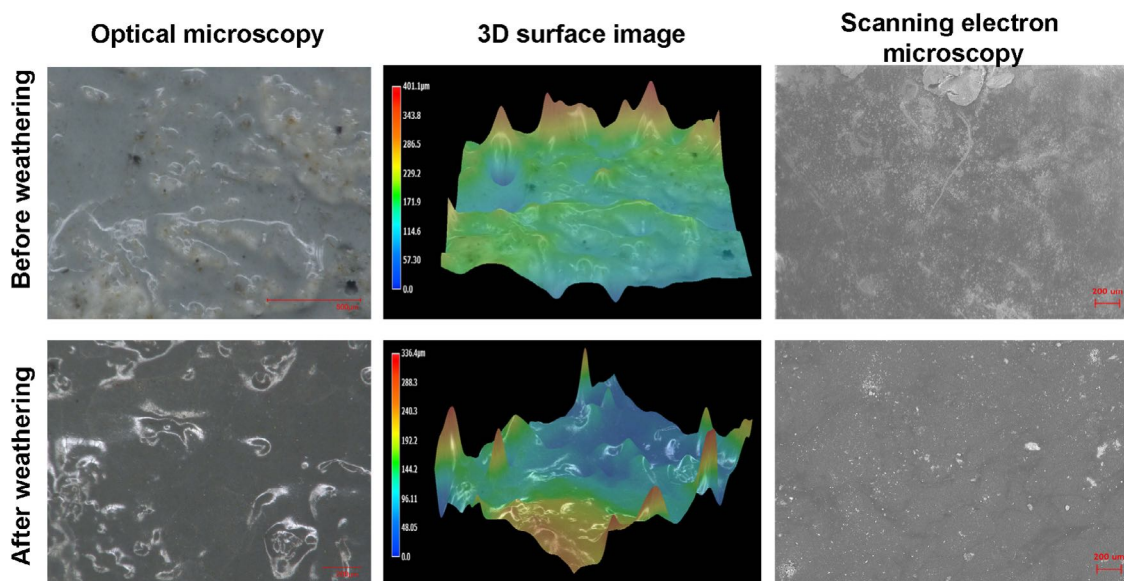 Optical microscopy
3D surface image
Scanning electron
microscopy
Before weathering
401.1µm
343.8
286.5
229.2
171.9
114.6
57.30
0.0
200 um
After weathering
336.4µm
288.3
240.3
192.2
144.2
96.11
48.05
0.0
200 um